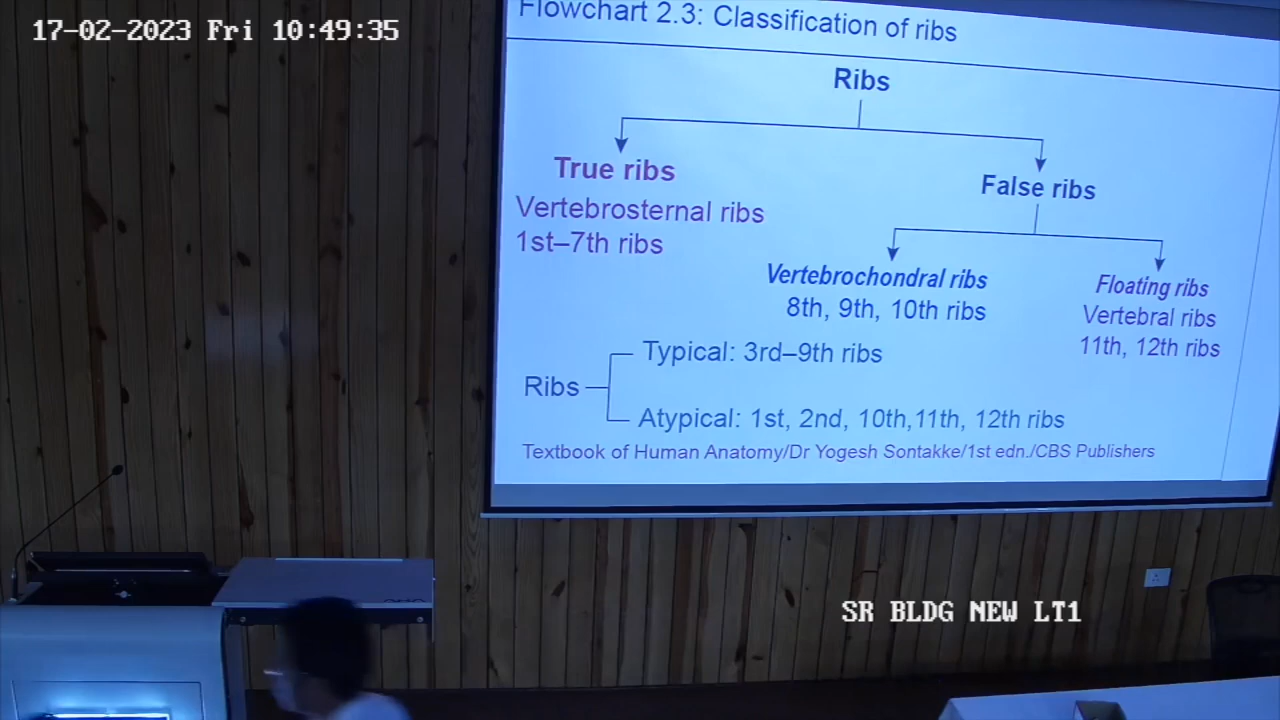 17-02-2023 Fri 10:49:35
Flowchart 2.3: Classification of ribs
Ribs
True ribs
Vertebrosternal ribs
1st–7th ribs
False ribs
Vertebrochondral ribs
8th, 9th, 10th ribs
Floating ribs
Vertebral ribs
11th, 12th ribs
Ribs
Typical: 3rd–9th ribs
Atypical: 1st, 2nd, 10th,11th, 12th ribs
Textbook of Human Anatomy/Dr Yogesh Sontakke/1st edn./CBS Publishers
SR BLDG NEW LT1